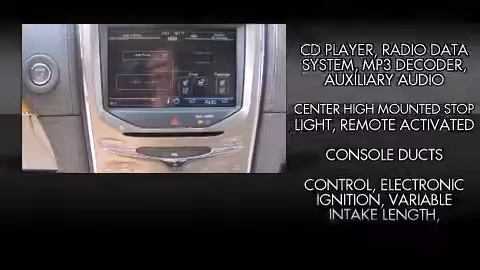 CD PLAYER, RADIO DATA
SYSTEM, MP3 DECODER,
AUXILIARY AUDIO
CENTER HIGH MOUNTED STOP
LIGHT, REMOTE ACTIVATED
CONSOLE DUCTS
CONTROL, ELECTRONIC
IGNITION, VARIABLE
INTAKE LENGTH,
Auto